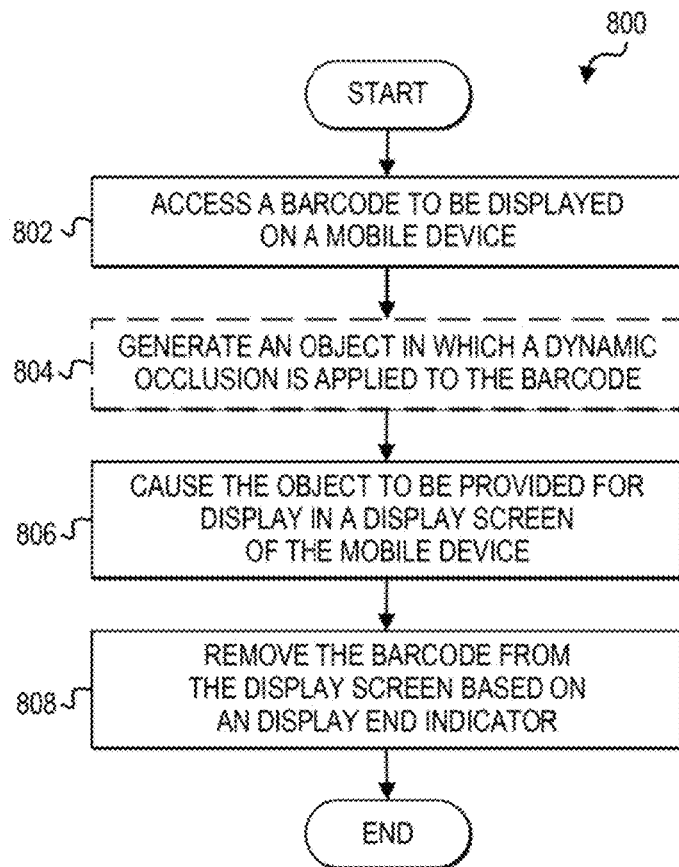 800
START
802
ACCESS A BARCODE TO BE DISPLAYED
ON A MOBILE DEVICE
804
GENERATE AN OBJECT IN WHICH A DYNAMIC
OCCLUSION IS APPLIED TO THE BARCODE
806
CAUSE THE OBJECT TO BE PROVIDED FOR
DISPLAY IN A DISPLAY SCREEN
OF THE MOBILE DEVICE
808
REMOVE THE BARCODE FROM
THE DISPLAY SCREEN BASED ON
AN DISPLAY END INDICATOR
END